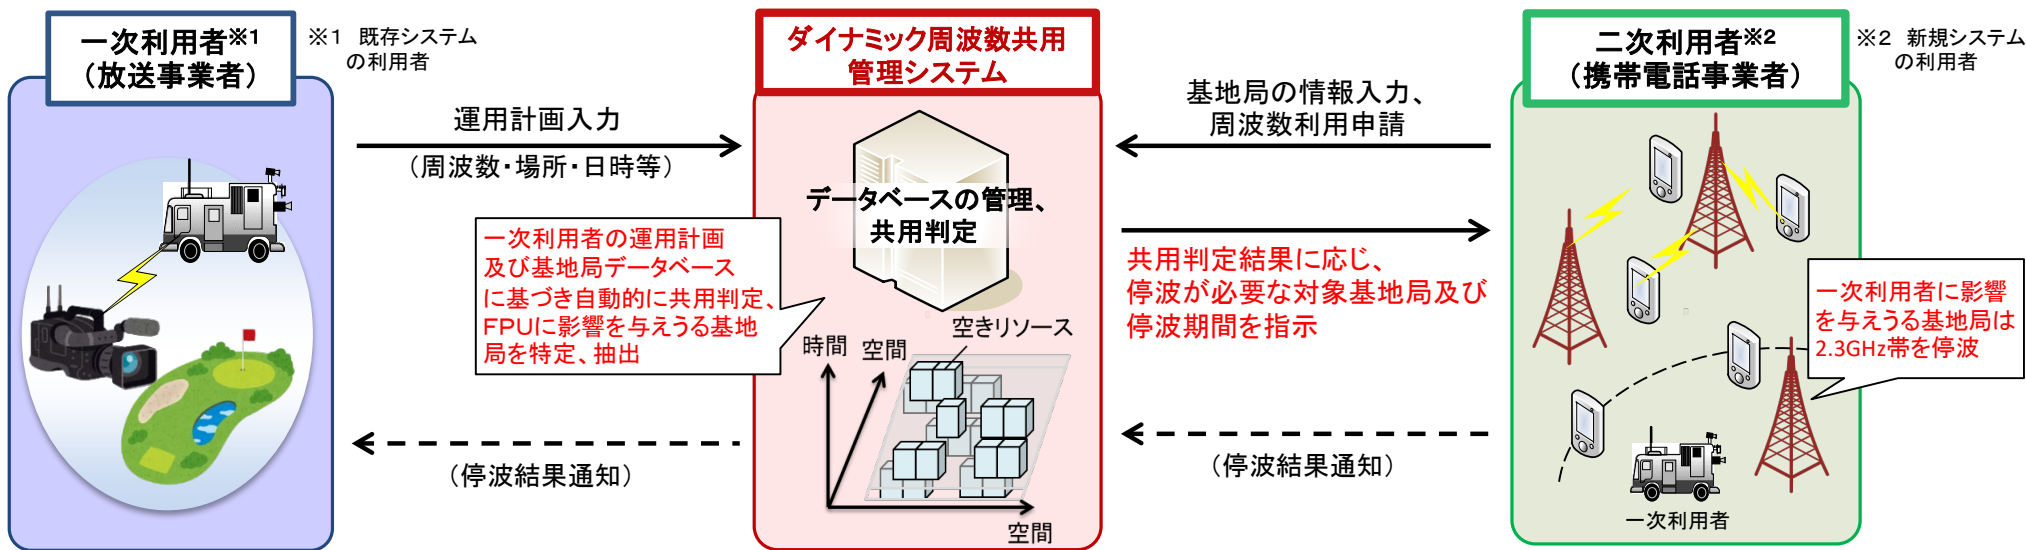 一次利用者※1
（放送事業者）
※1 既存システム
の利用者
運用計画入力
（周波数・場所・日時等）
一次利用者の運用計画
及び基地局データベース
に基づき自動的に共用判定、
FPUに影響を与えうる基地
局を特定、抽出
（停波結果通知）
ダイナミック周波数共用
管理システム
データベースの管理、
共用判定
空きリソース
時間
空間
空間
基地局の情報入力、
周波数利用申請
共用判定結果に応じ、
停波が必要な対象基地局及び
停波期間を指示
（停波結果通知）
二次利用者※2
（携帯電話事業者）
※2 新規システム
の利用者
一次利用者に影響
を与えうる基地局は
2.3GHz帯を停波
一次利用者